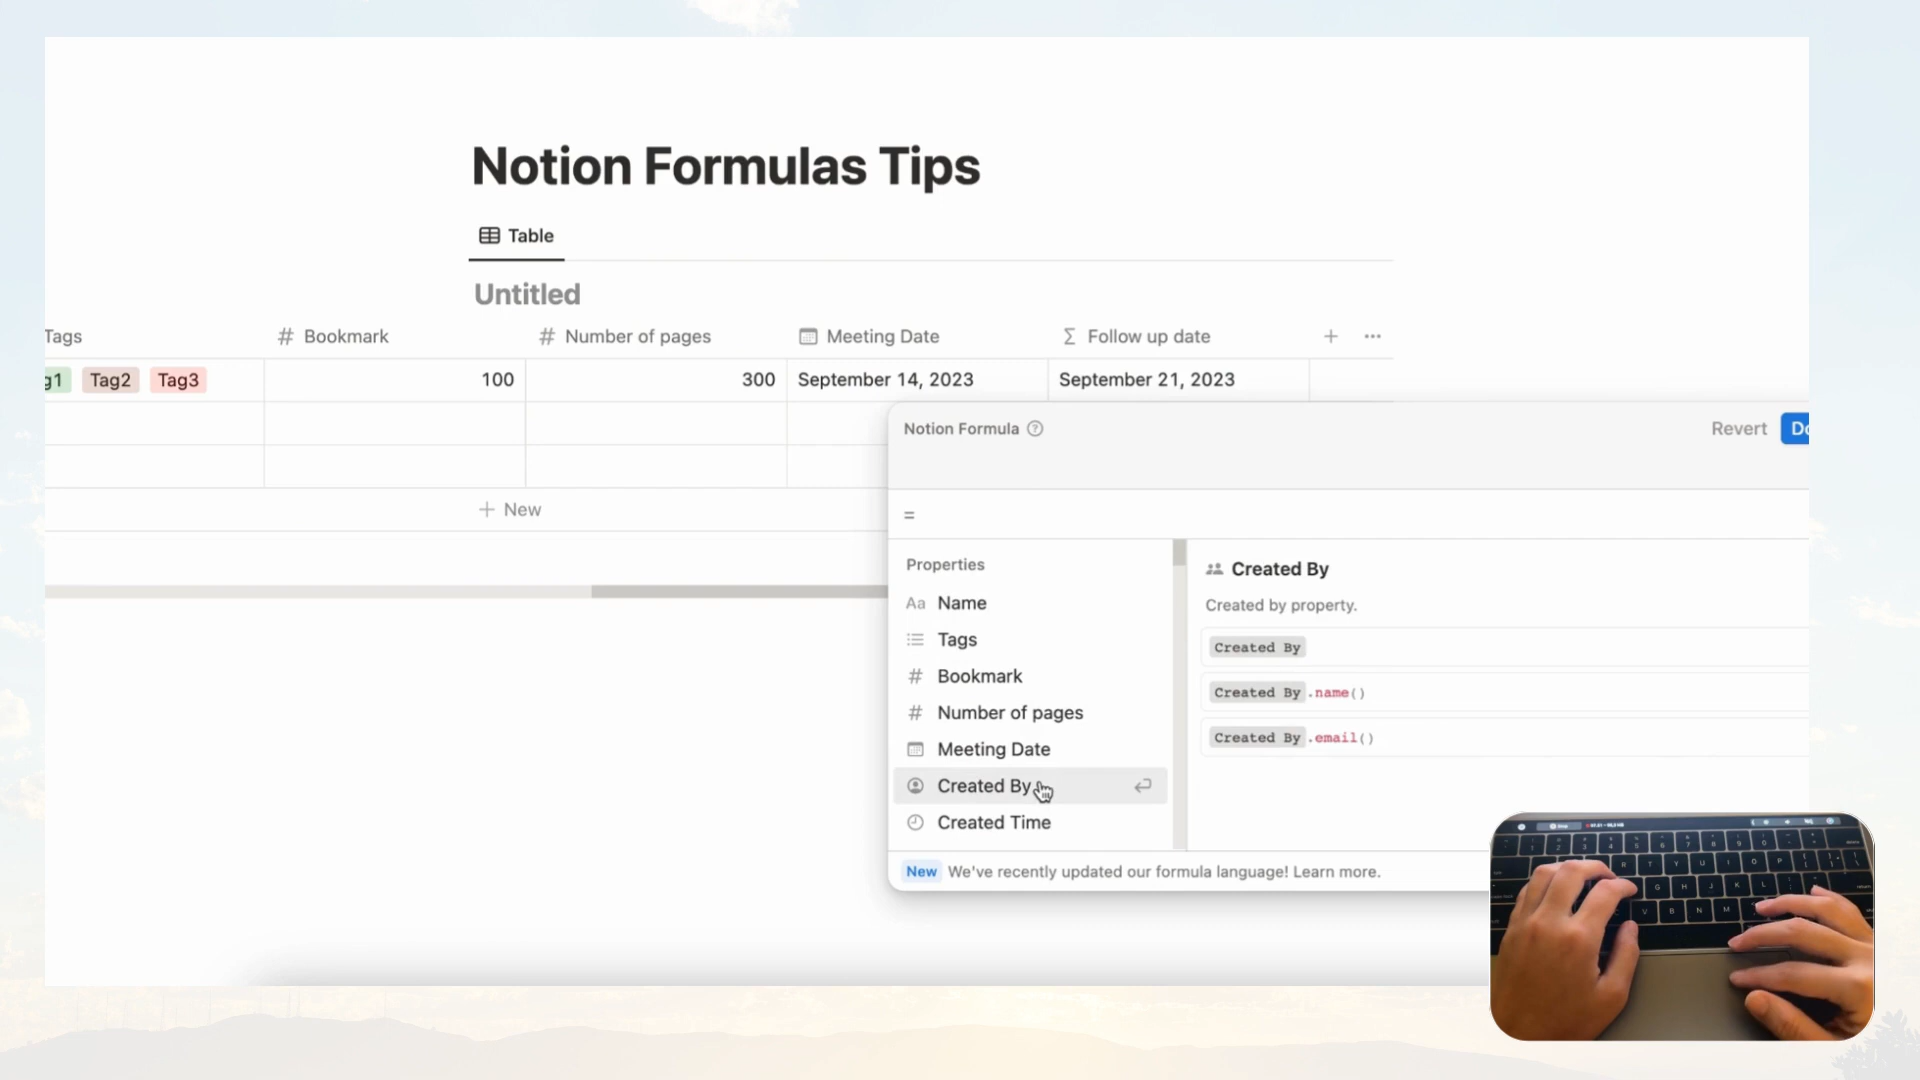 Notion Formulas Tips
Table
Untitled
Tags
# Bookmark
# Number of pages
Meeting Date
Σ Follow up date
+ ...
g1 Tag2 Tag3
100
300
September 14, 2023
September 21, 2023
+ New
Notion Formula ?
Revert
Do
=
Properties
Aa Name
Tags
# Bookmark
# Number of pages
Meeting Date
Created By
Created Time
Created By
Created by property.
Created By
Created By.name()
Created By.email()
New We've recently updated our formula language! Learn more.